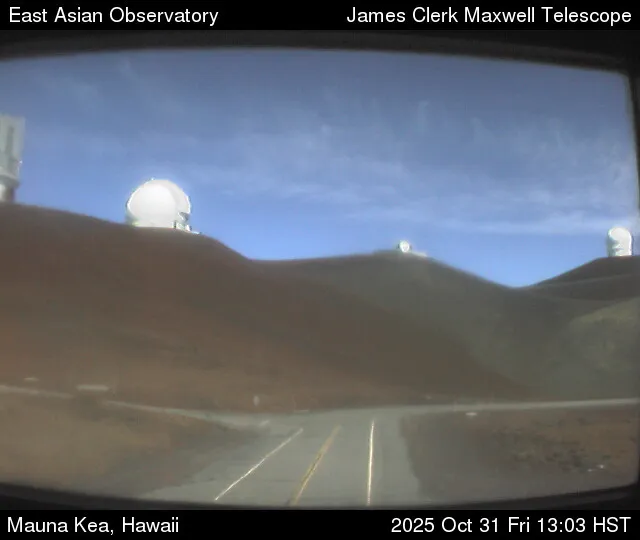 East Asian Observatory
James Clerk Maxwell Telescope
Mauna Kea, Hawaii
2025 Oct 31 Fri 13:03 HST